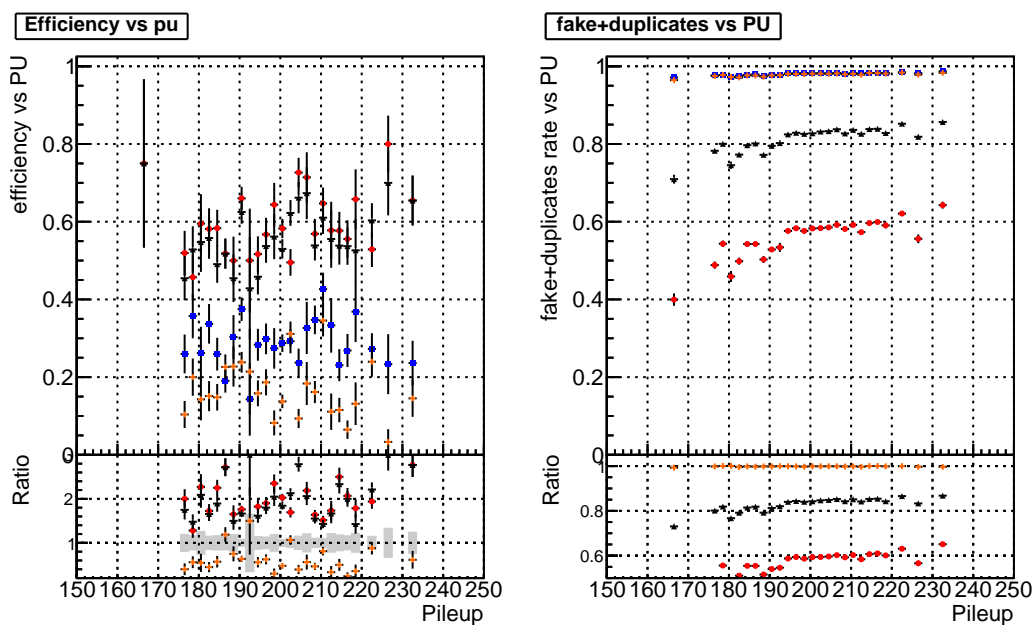 Efficiency vs pu
efficiency vs PU
1
0.8
0.6
0.4
0.2
0
Ratio
3
2
1
150 160 170 180 190 200 210 220 230 240 250
Pileup
fake+duplicates vs PU
fake+duplicates rate vs PU
1
0.8
0.6
0.4
0.2
0
Ratio
1
0.8
0.6
150 160 170 180 190 200 210 220 230 240 250
Pileup